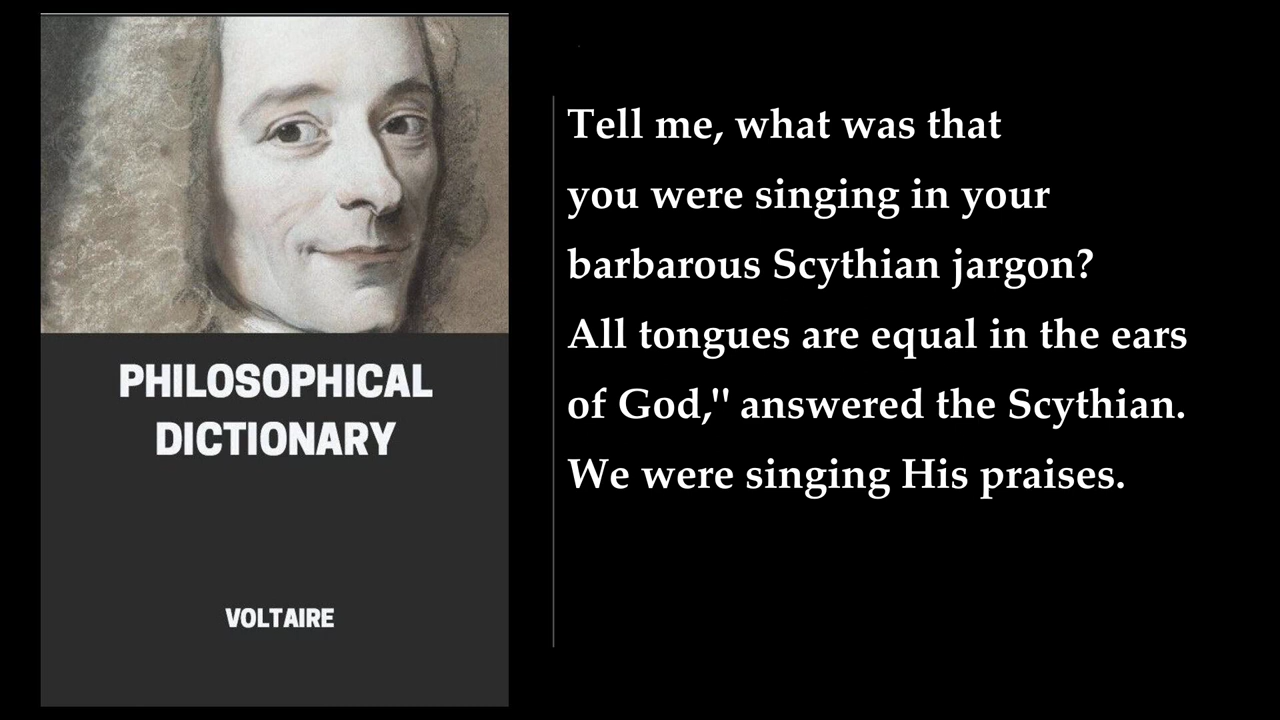 PHILOSOPHICAL
DICTIONARY
VOLTAIRE
Tell me, what was that
you were singing in your
barbarous Scythian jargon?
All tongues are equal in the ears
of God," answered the Scythian.
We were singing His praises.